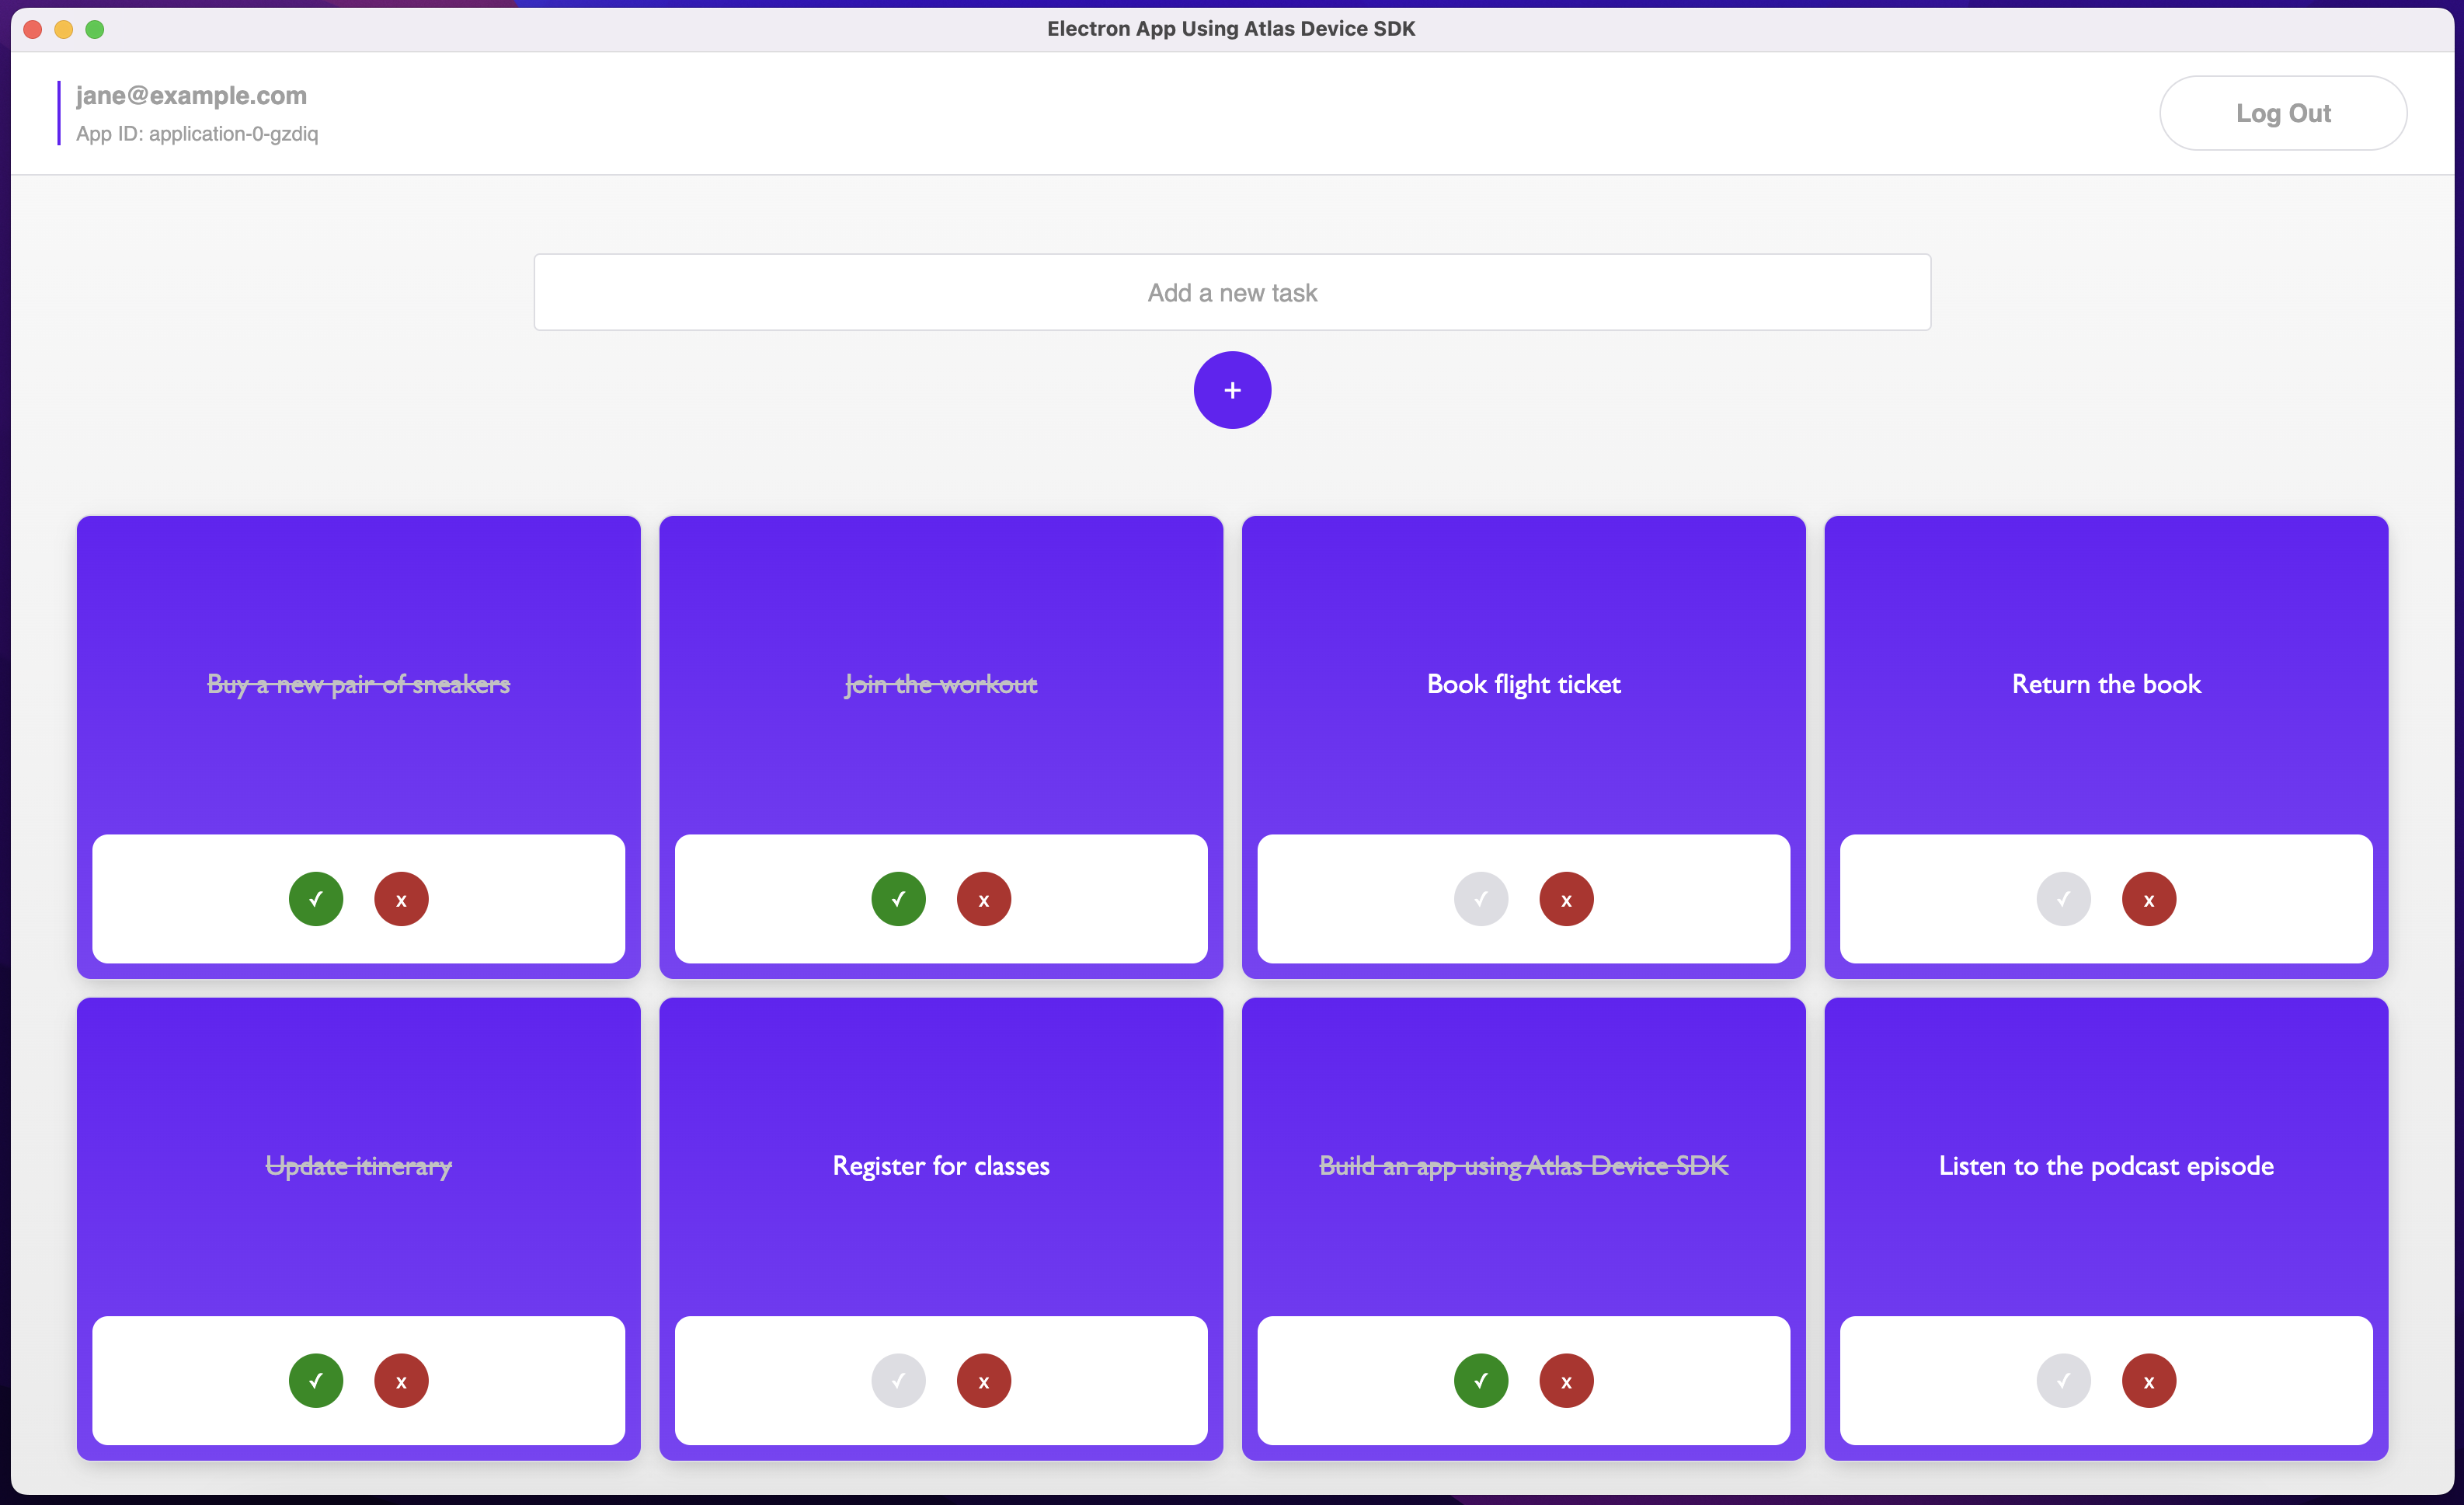 Electron App Using Atlas Device SDK
jane@example.com
App ID: application-0-gzdiq
Log Out
Add a new task
+
Buy a new pair of sneakers
Join the workout
Book flight ticket
Return the book
✓ x
✓ x
✓ x
✓ x
Update itinerary
Register for classes
Build an app using Atlas Device SDK
Listen to the podcast episode
✓ x
✓ x
✓ x
✓ x